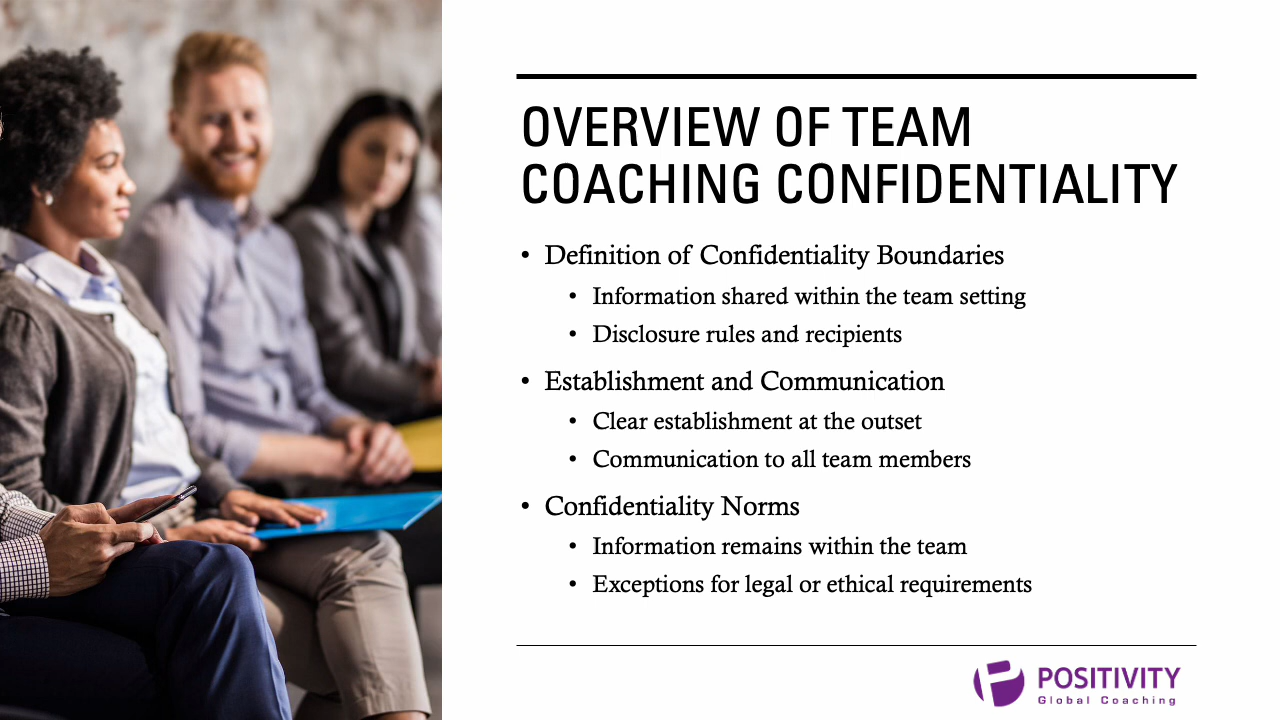 OVERVIEW OF TEAM
COACHING CONFIDENTIALITY
• Definition of Confidentiality Boundaries
• Information shared within the team setting
• Disclosure rules and recipients
• Establishment and Communication
• Clear establishment at the outset
• Communication to all team members
• Confidentiality Norms
• Information remains within the team
• Exceptions for legal or ethical requirements
POSITIVITY
Global Coaching